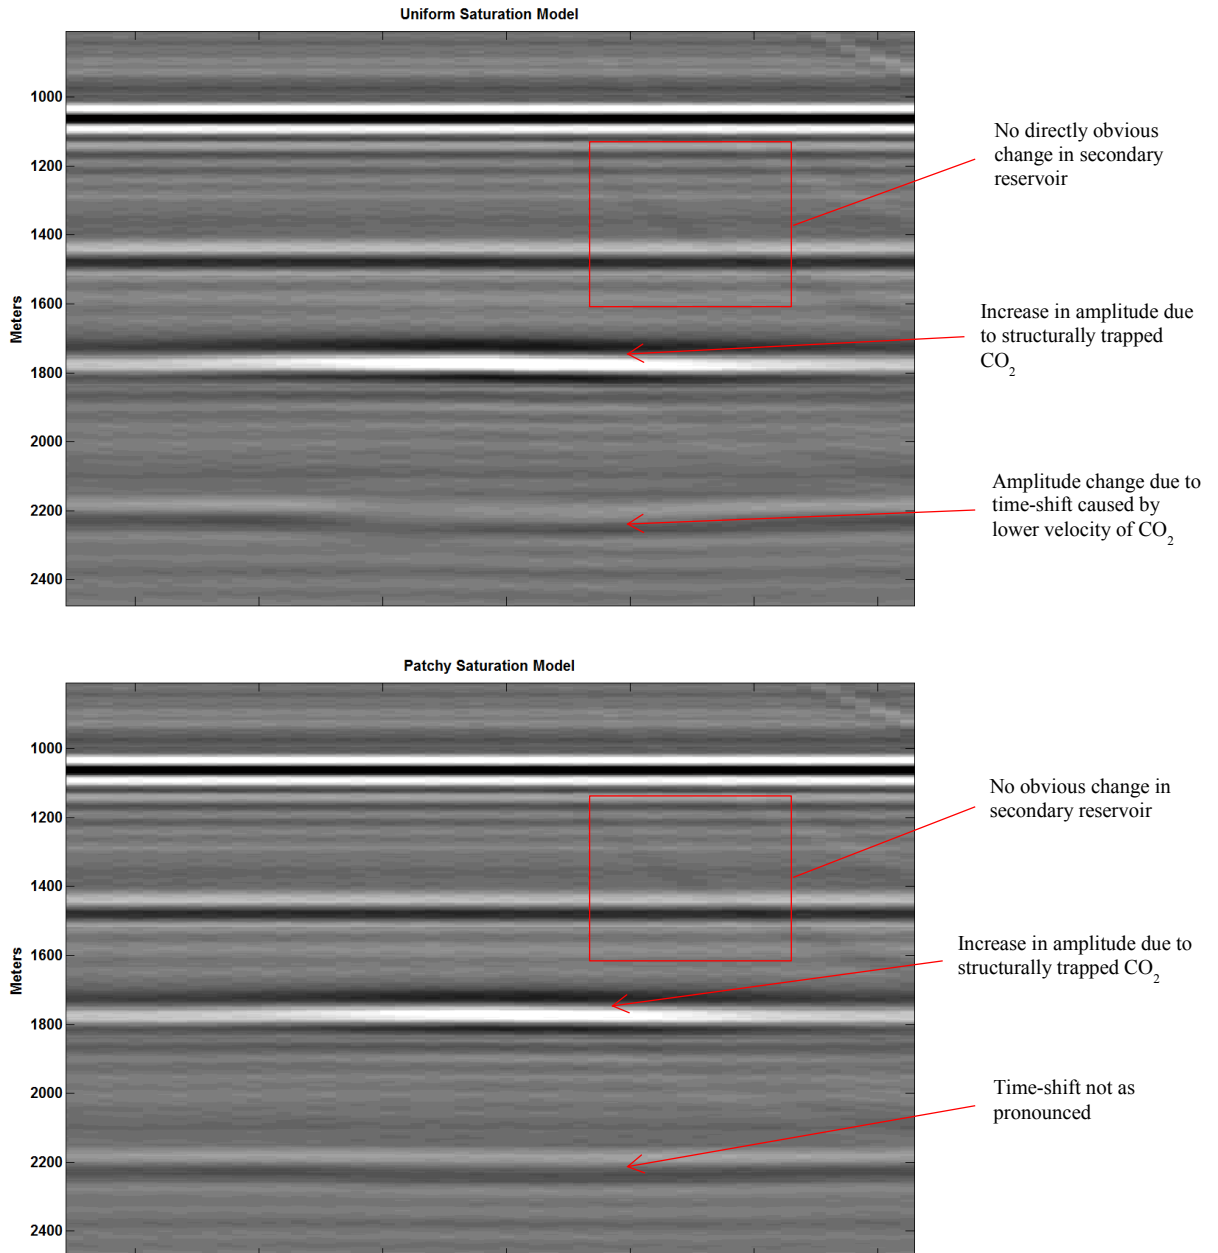 Uniform Saturation Model
1000
1200
1400
1600
1800
2000
2200
2400
Meters
No directly obvious
change in secondary
reservoir
Increase in amplitude due
to structurally trapped
CO₂
Amplitude change due to
time-shift caused by
lower velocity of CO₂
Patchy Saturation Model
1000
1200
1400
1600
1800
2000
2200
2400
Meters
No obvious change in
secondary reservoir
Increase in amplitude due to
structurally trapped CO₂
Time-shift not as
pronounced